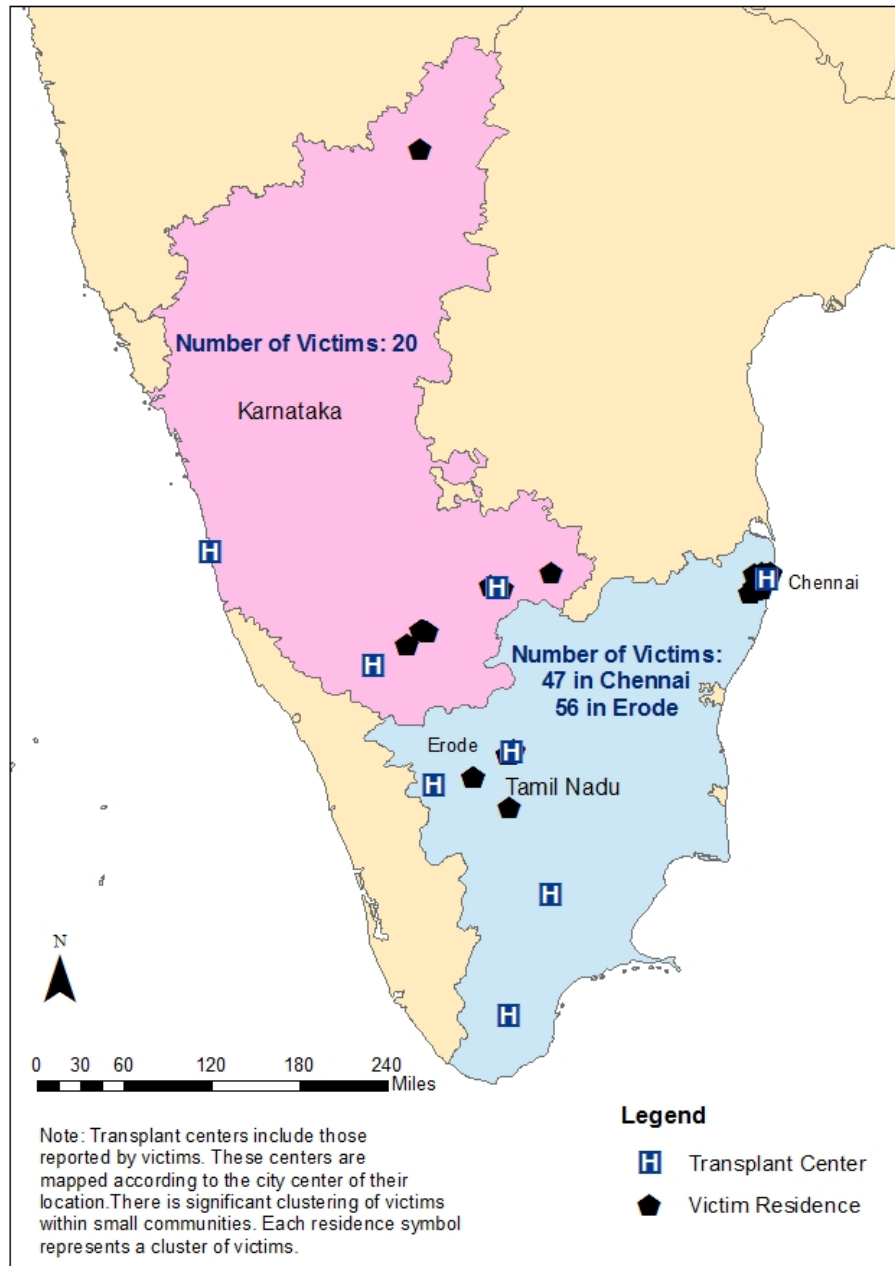 Number of Victims: 20
Karnataka
H
H
H
Chennai
H
Number of Victims:
47 in Chennai
56 in Erode
H
Erode
H
H
Tamil Nadu
H
N
H
0 30 60 120 180 240
Miles
Note: Transplant centers include those
reported by victims. These centers are
mapped according to the city center of their
location.There is significant clustering of victims
within small communities. Each residence symbol
represents a cluster of victims.
Legend
H Transplant Center
Victim Residence